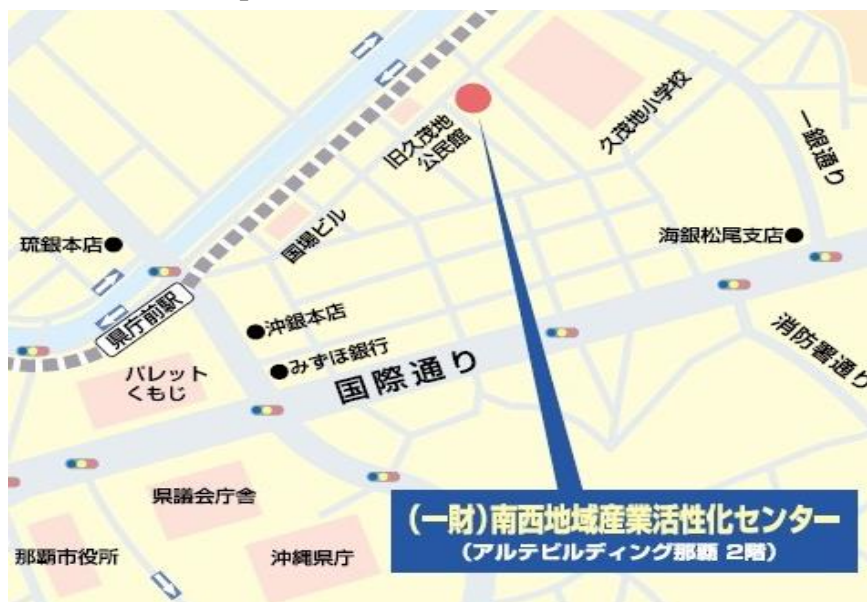 旧久茂地
公民館
久茂地小学校
一銀通り
国場ビル
琉銀本店
海銀松尾支店
県庁前駅
沖銀本店
みずほ銀行
国際通り
消防署通り
パレット
くもじ
県議会庁舎
那覇市役所
沖縄県庁
(一財)南西地域産業活性化センター
(アルテビルディング那覇 2階)